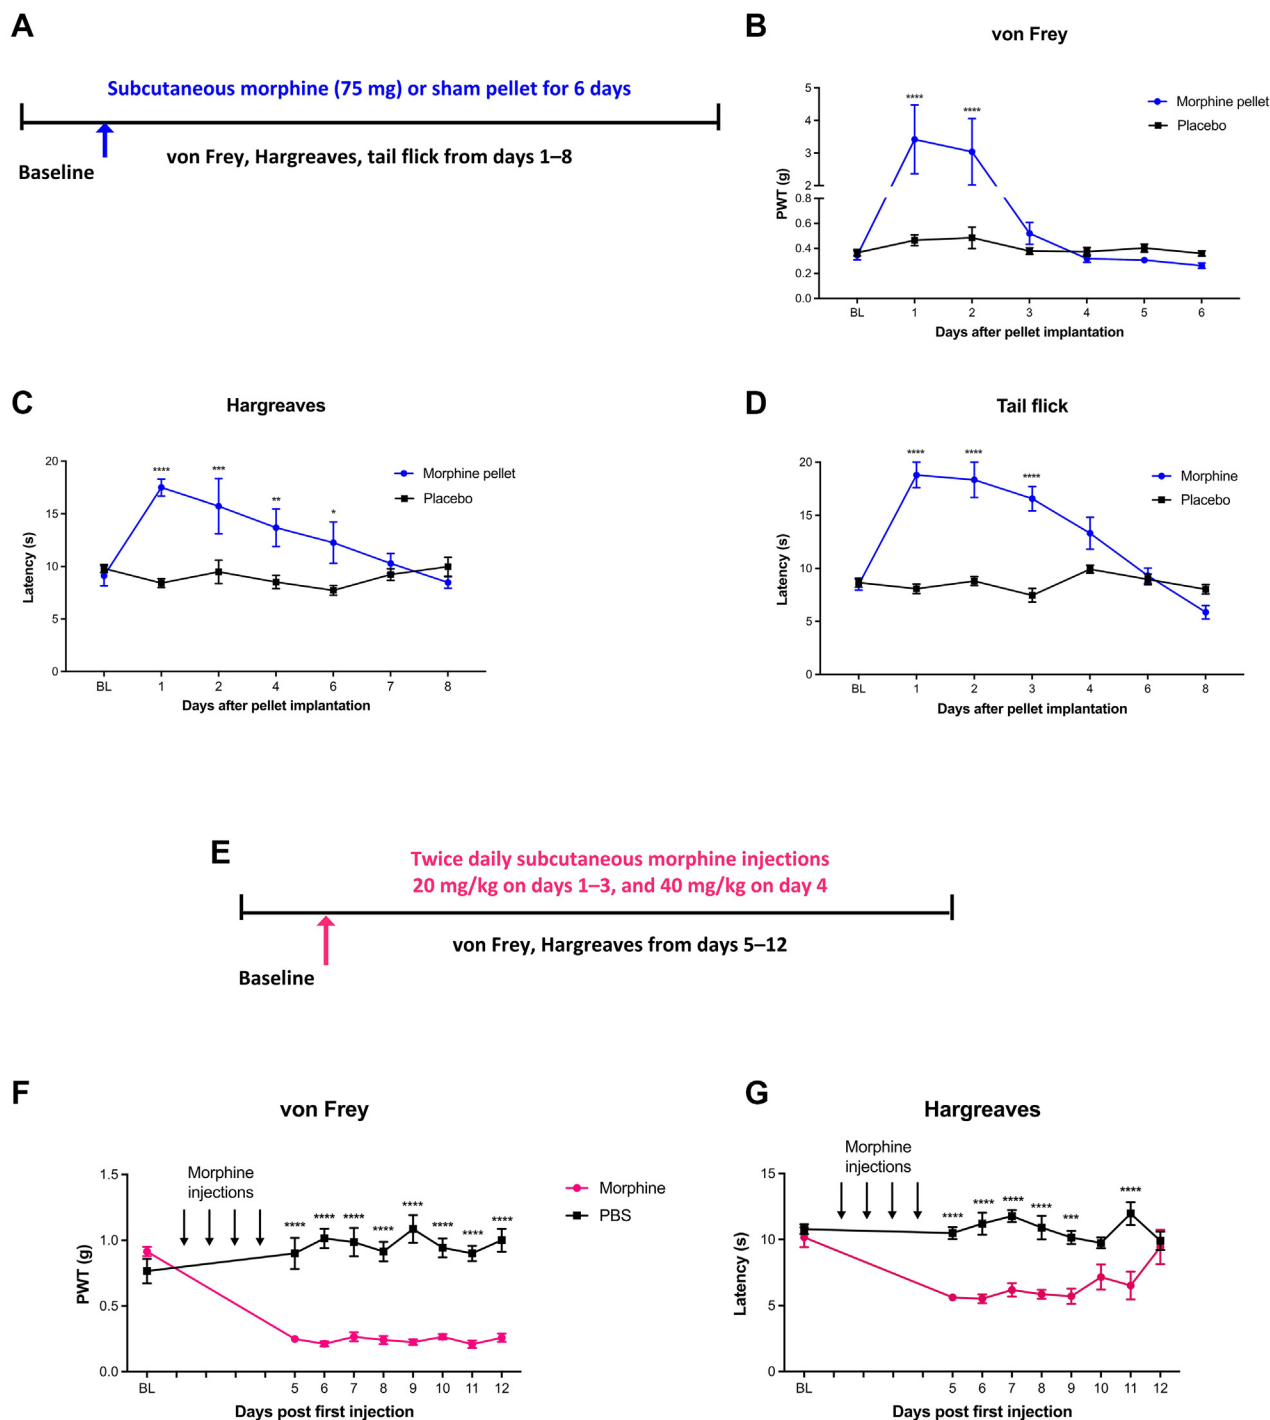 A
Subcutaneous morphine (75 mg) or sham pellet for 6 days
Baseline
von Frey, Hargreaves, tail flick from days 1–8
B
von Frey
Morphine pellet
Placebo
PWT (g)
5
4
3
2
0.8
0.6
0.4
0.2
0.0
**** ****
BL 1 2 3 4 5 6
Days after pellet implantation
C
Hargreaves
Morphine pellet
Placebo
Latency (s)
20
15
10
5
0
**** *** ** *
BL 1 2 4 6 7 8
Days after pellet implantation
D
Tail flick
Morphine
Placebo
Latency (s)
20
15
10
5
0
**** **** ****
BL 1 2 3 4 6 8
Days after pellet implantation
E
Twice daily subcutaneous morphine injections
20 mg/kg on days 1–3, and 40 mg/kg on day 4
Baseline
von Frey, Hargreaves from days 5–12
F
von Frey
Morphine
injections
Morphine
PBS
PWT (g)
1.5
1.0
0.5
0.0
**** **** **** **** **** **** **** ****
BL 5 6 7 8 9 10 11 12
Days post first injection
G
Hargreaves
Morphine
injections
Latency (s)
15
10
5
0
**** **** **** **** *** ****
BL 5 6 7 8 9 10 11 12
Days post first injection